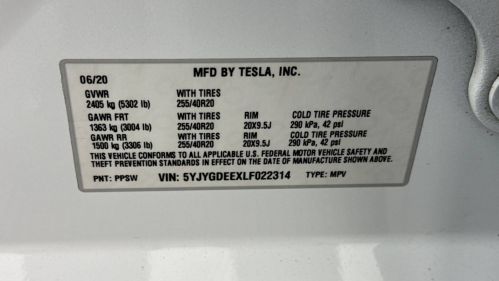 MFD BY TESLA, INC.
06/20
GVWR WITH TIRES
2405 kg (5302 lb) 255/40R20
GAWR FRT WITH TIRES RIM COLD TIRE PRESSURE
1363 kg (3004 lb) 255/40R20 20X9.5J 290 kPa, 42 psi
GAWR RR WITH TIRES RIM COLD TIRE PRESSURE
1500 kg (3306 lb) 255/40R20 20X9.5J 290 kPa, 42 psi
THIS VEHICLE CONFORMS TO ALL APPLICABLE U.S. FEDERAL MOTOR VEHICLE SAFETY AND
THEFT PREVENTION STANDARDS IN EFFECT ON THE DATE OF MANUFACTURE SHOWN ABOVE.
PNT: PPSW VIN: 5YJYGDEEXLF022314 TYPE: MPV